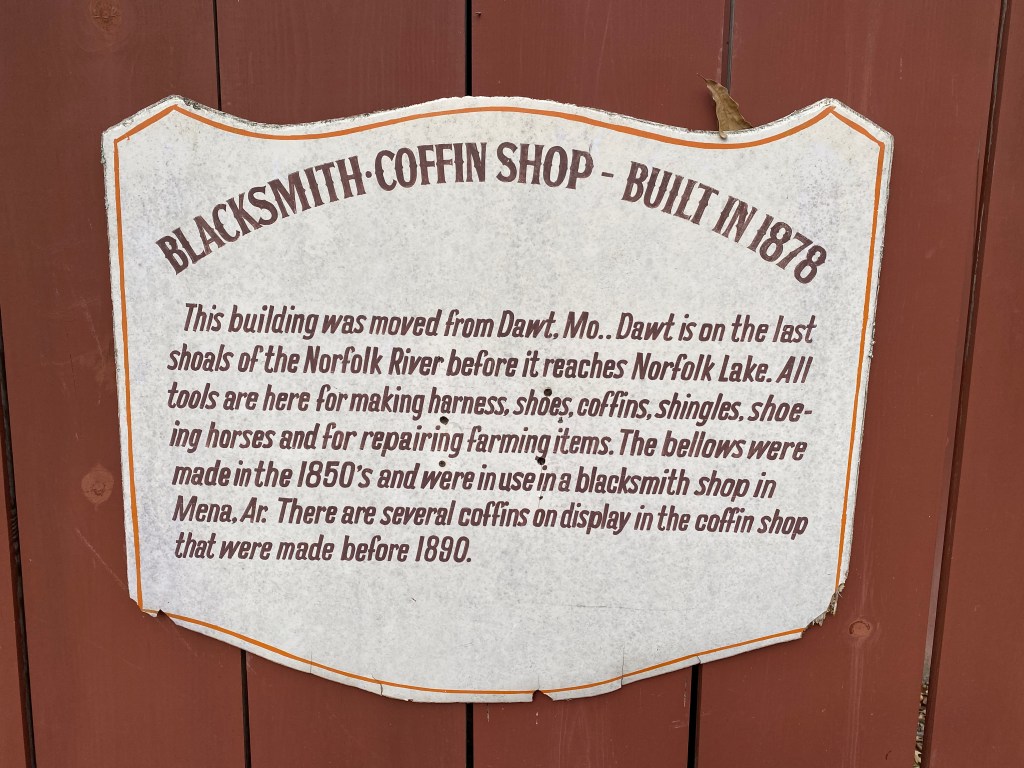 BLACKSMITH·COFFIN SHOP - BUILT IN 1878
This building was moved from Dawt, Mo.. Dawt is on the last
shoals of the Norfolk River before it reaches Norfolk Lake. All
tools are here for making harness, shoes, coffins, shingles, shoe-
ing horses and for repairing farming items. The bellows were
made in the 1850's and were in use in a blacksmith shop in
Mena, Ar. There are several coffins on display in the coffin shop
that were made before 1890.